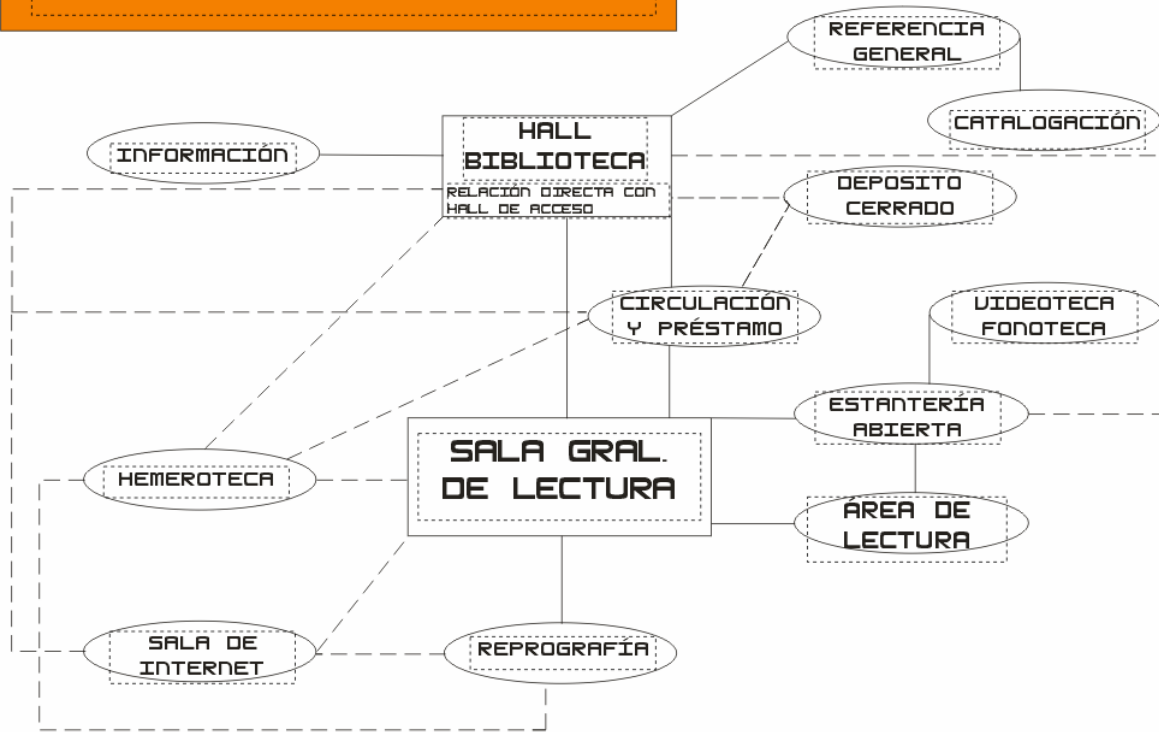 REFERENCIA
GENERAL
CATALOGACIÓN
HALL
BIBLIOTECA
RELACIÓN DIRECTA CON
HALL DE ACCESO
INFORMACIÓN
DEPOSITO
CERRADO
CIRCULACIÓN
Y PRÉSTAMO
VIDEOTECA
FONOTECA
ESTANTERÍA
ABIERTA
SALA GRAL.
DE LECTURA
HEMEROTECA
ÁREA DE
LECTURA
SALA DE
INTERNET
REPROGRAFÍA